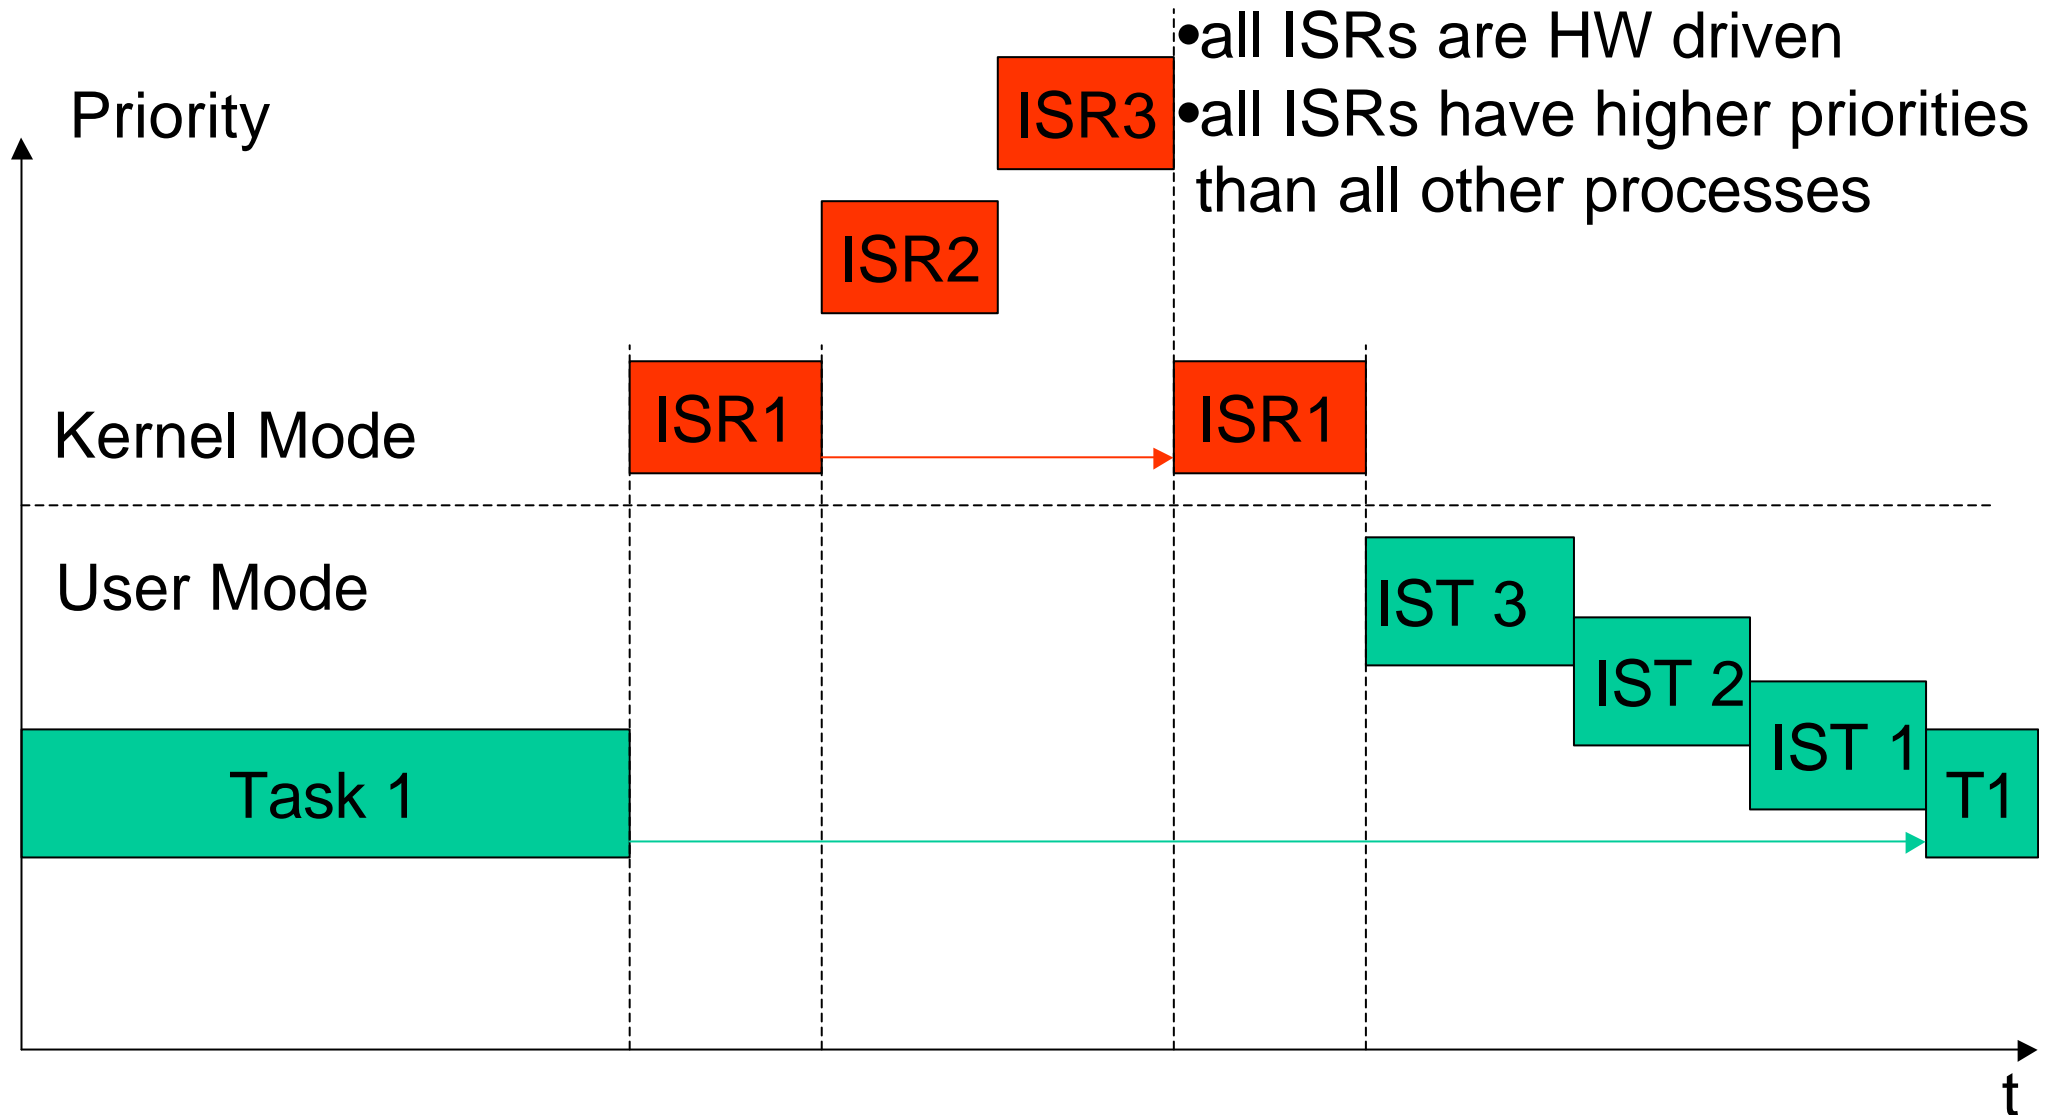 •all ISRs are HW driven
•all ISRs have higher priorities
than all other processes
Priority
ISR3
ISR2
Kernel Mode
ISR1
ISR1
User Mode
IST 3
IST 2
IST 1
Task 1
T1
t